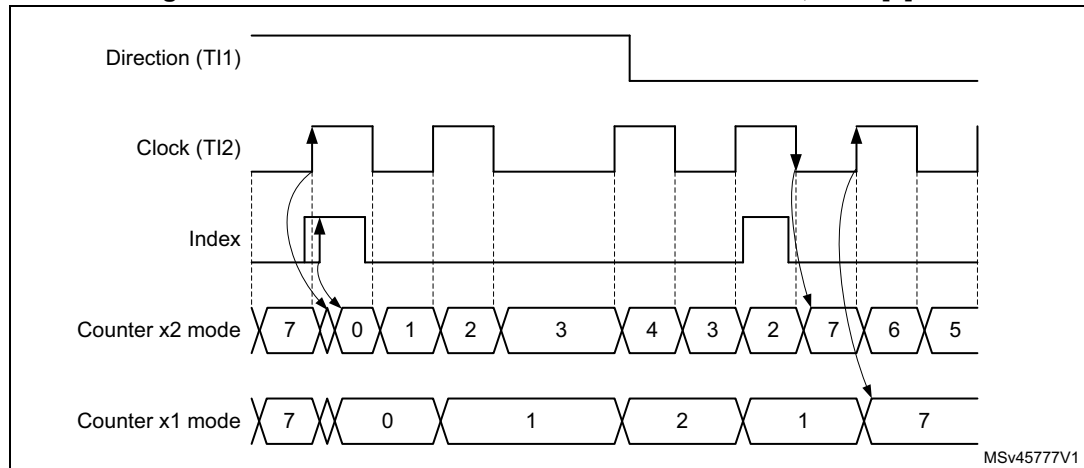 Direction (TI1)
Clock (TI2)
Index
Counter x2 mode 7 0 1 2 3 4 3 2 7 6 5
Counter x1 mode 7 0 1 2 1 7
MSv45777V1